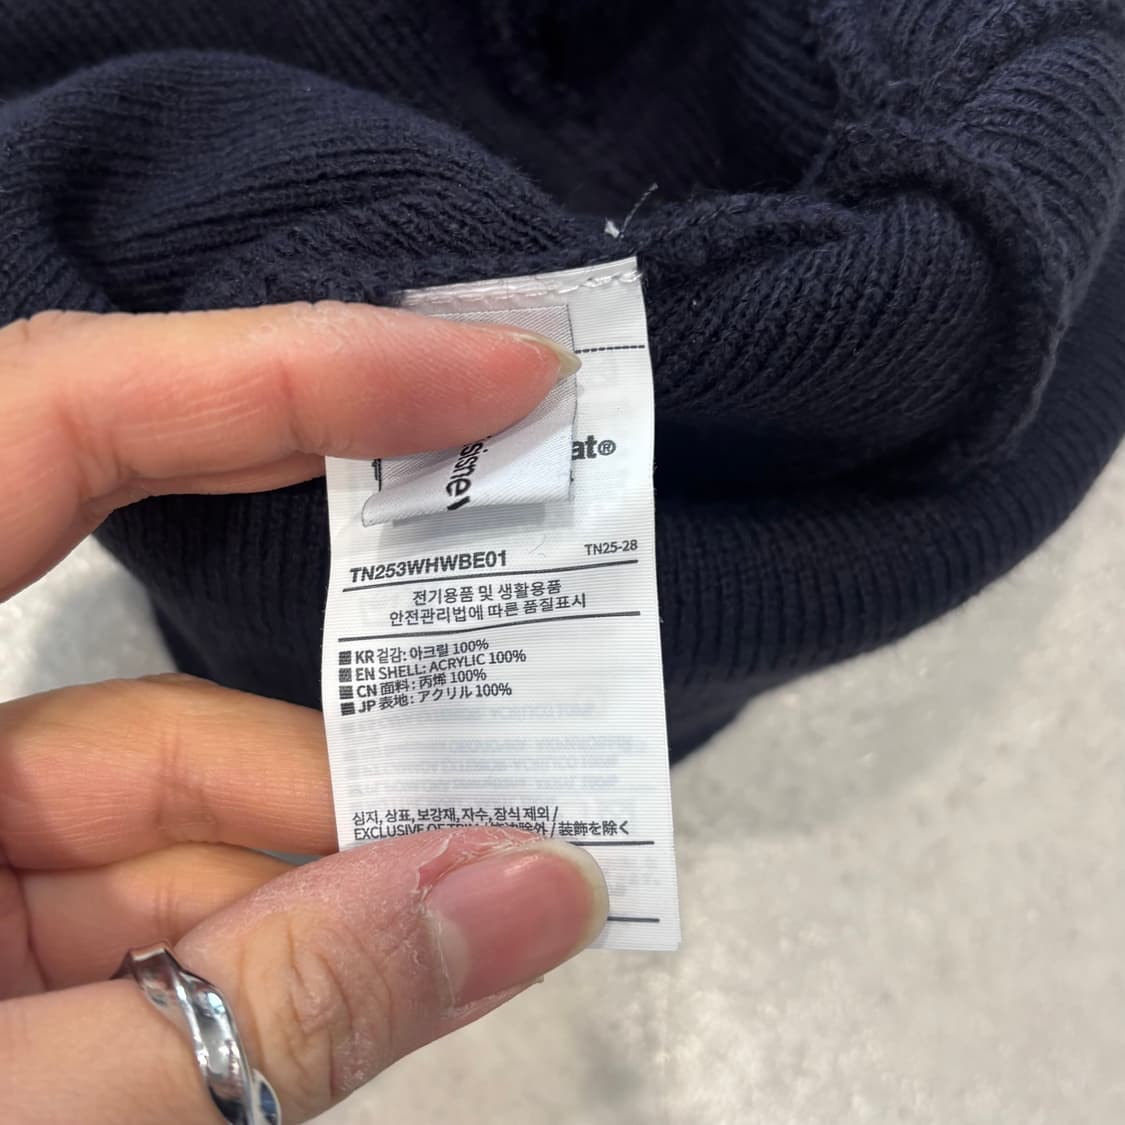 at®
TN253WHWBE01 TN25-28
전기용품 및 생활용품
안전관리법에 따른 품질표시
KR 겉감: 아크릴 100%
EN SHELL: ACRYLIC 100%
CN 面料: 丙烯 100%
JP 表地: アクリル 100%
심지, 상표, 보강재, 자수, 장식 제외 /
EXCLUSIVE OF 除外 / 装飾を除く